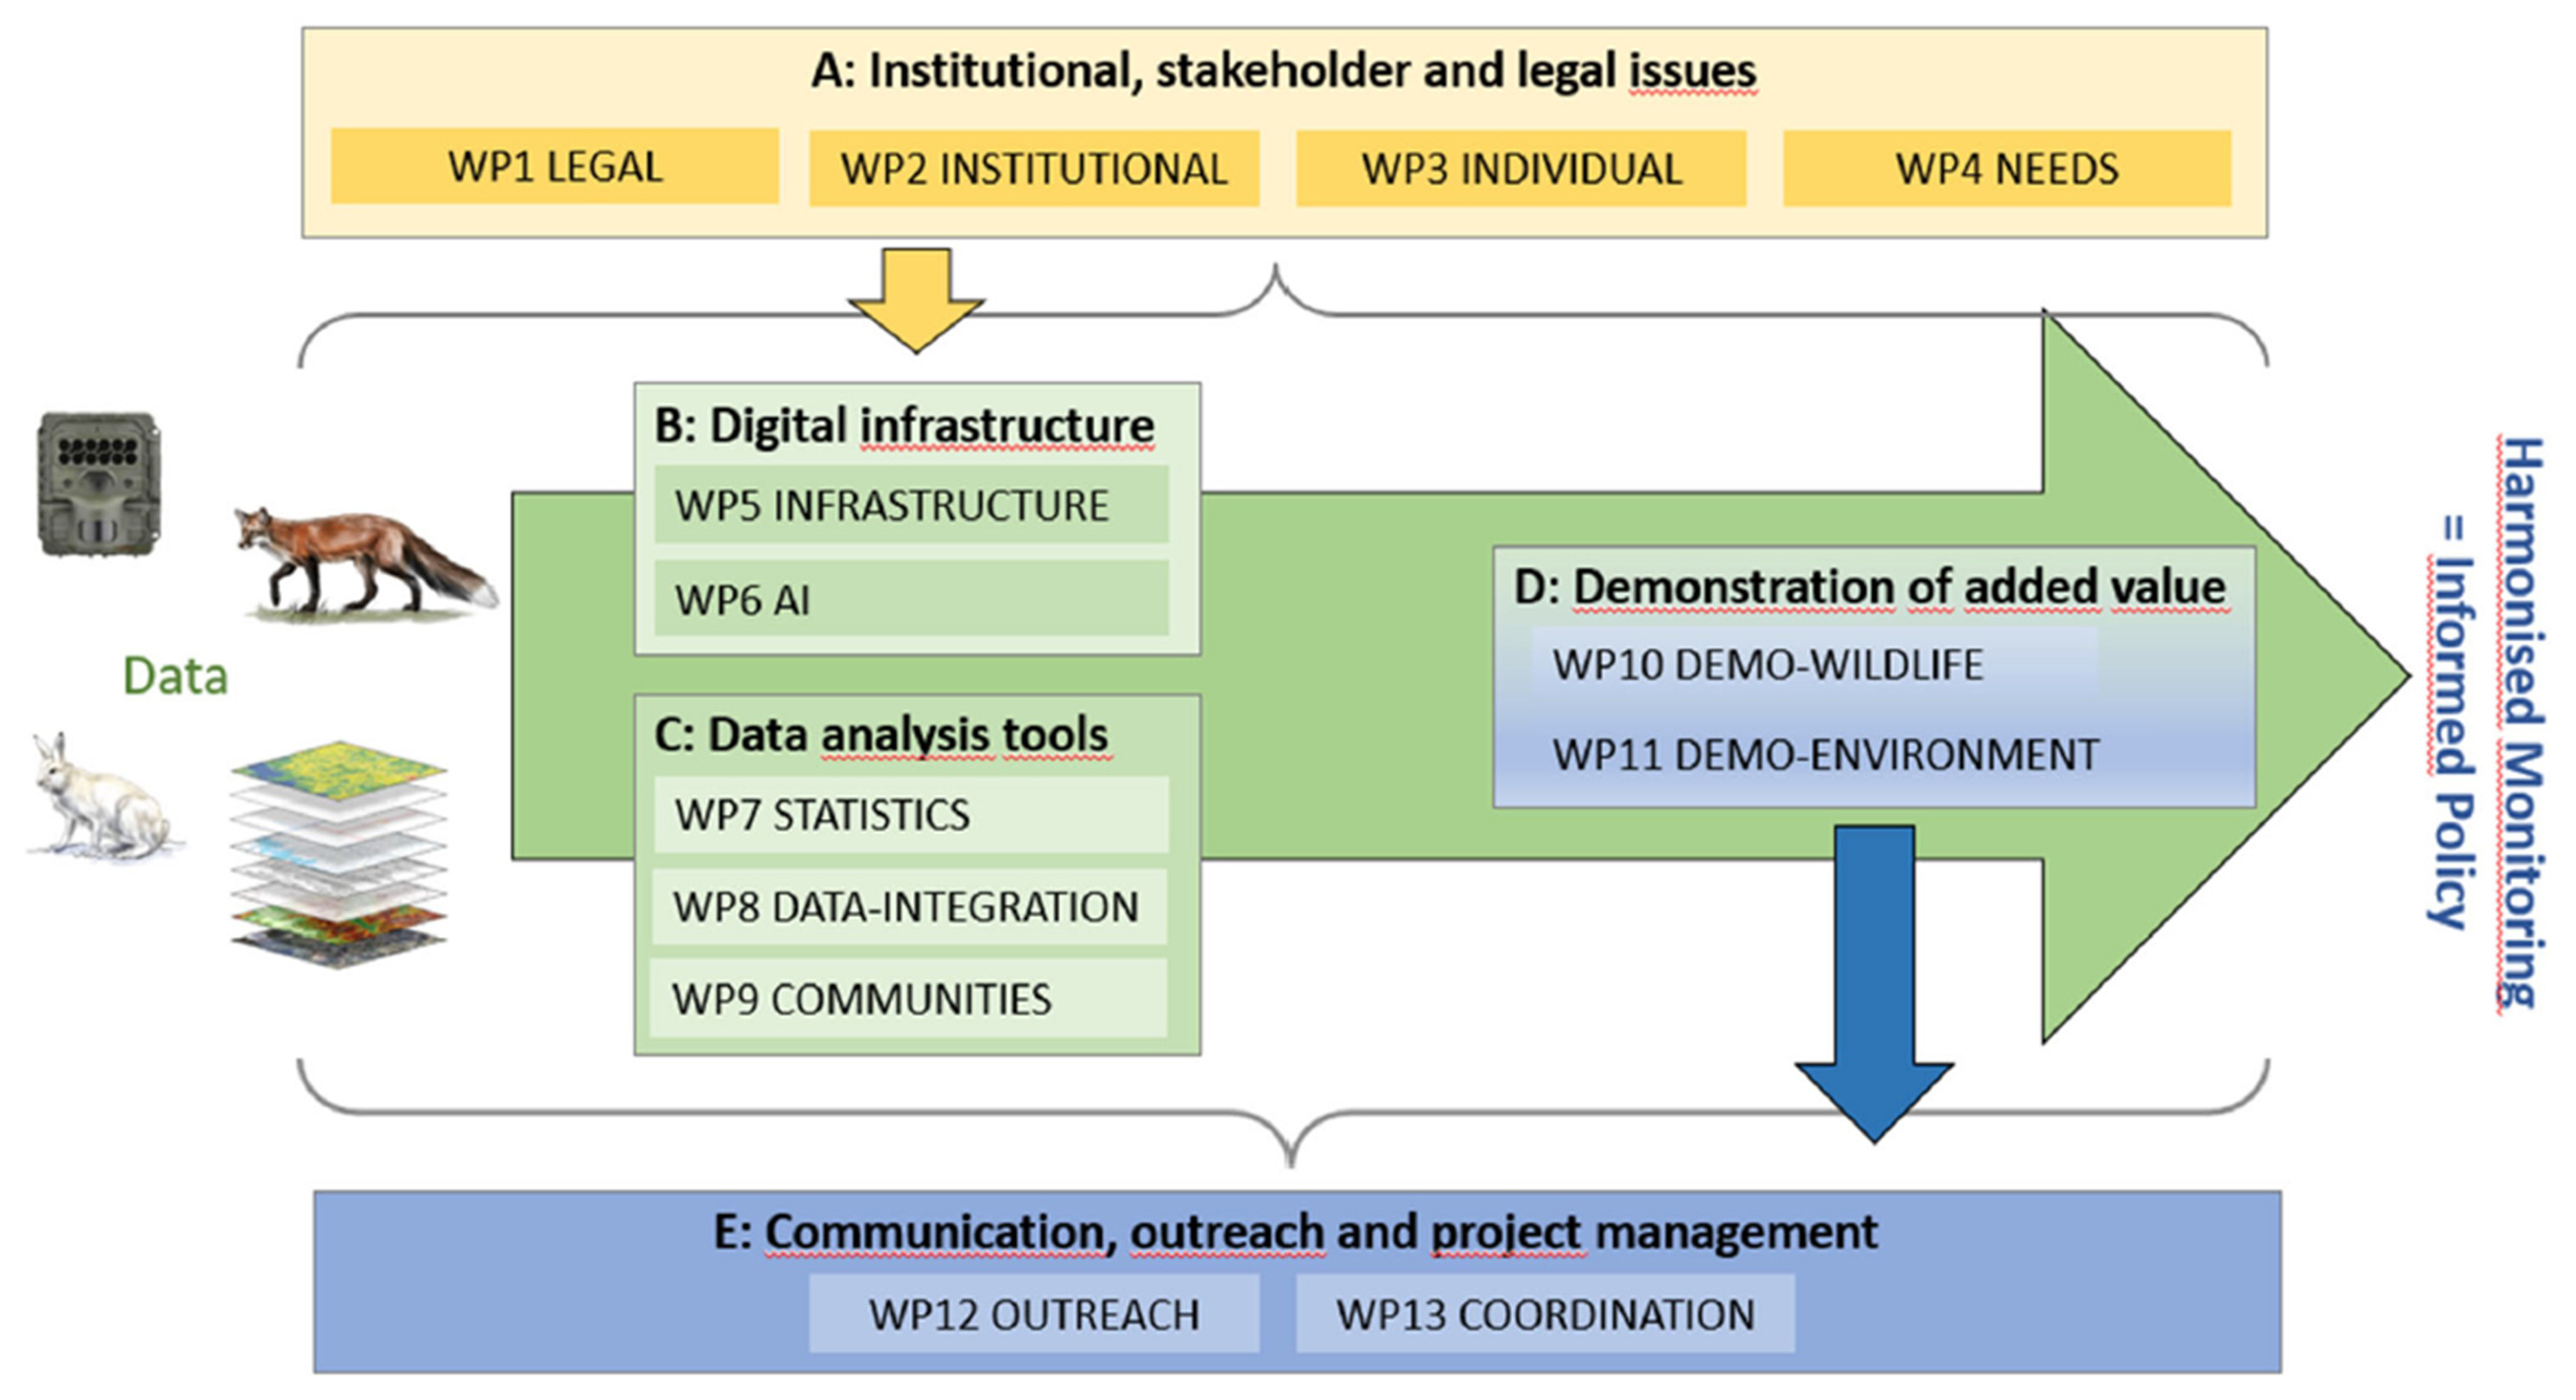 A: Institutional, stakeholder and legal issues
WP1 LEGAL
WP2 INSTITUTIONAL
WP3 INDIVIDUAL
WP4 NEEDS
Data
B: Digital infrastructure
WP5 INFRASTRUCTURE
WP6 AI
C: Data analysis tools
WP7 STATISTICS
WP8 DATA-INTEGRATION
WP9 COMMUNITIES
D: Demonstration of added value
WP10 DEMO-WILDLIFE
WP11 DEMO-ENVIRONMENT
Harmonised Monitoring
= Informed Policy
E: Communication, outreach and project management
WP12 OUTREACH
WP13 COORDINATION